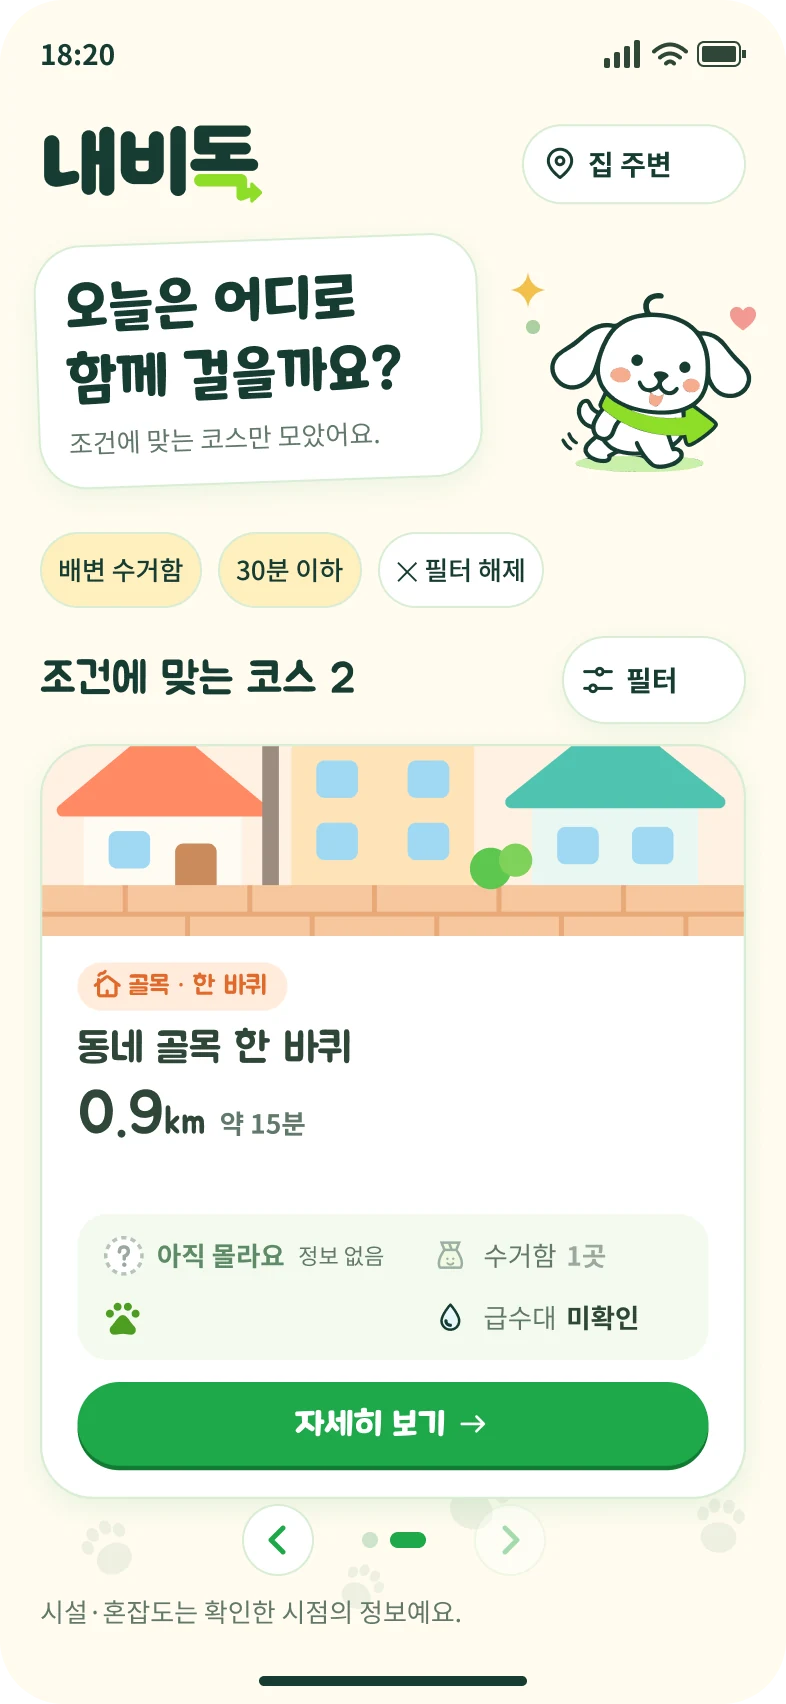 18:20
내비독
집 주변
오늘은 어디로
함께 걸을까요?
조건에 맞는 코스만 모았어요.
배변 수거함
30분 이하
필터 해제
조건에 맞는 코스 2
필터
골목 · 한 바퀴
동네 골목 한 바퀴
0.9km 약 15분
? 아직 몰라요 정보 없음
수거함 1곳
급수대 미확인
자세히 보기 →
시설·혼잡도는 확인한 시점의 정보예요.